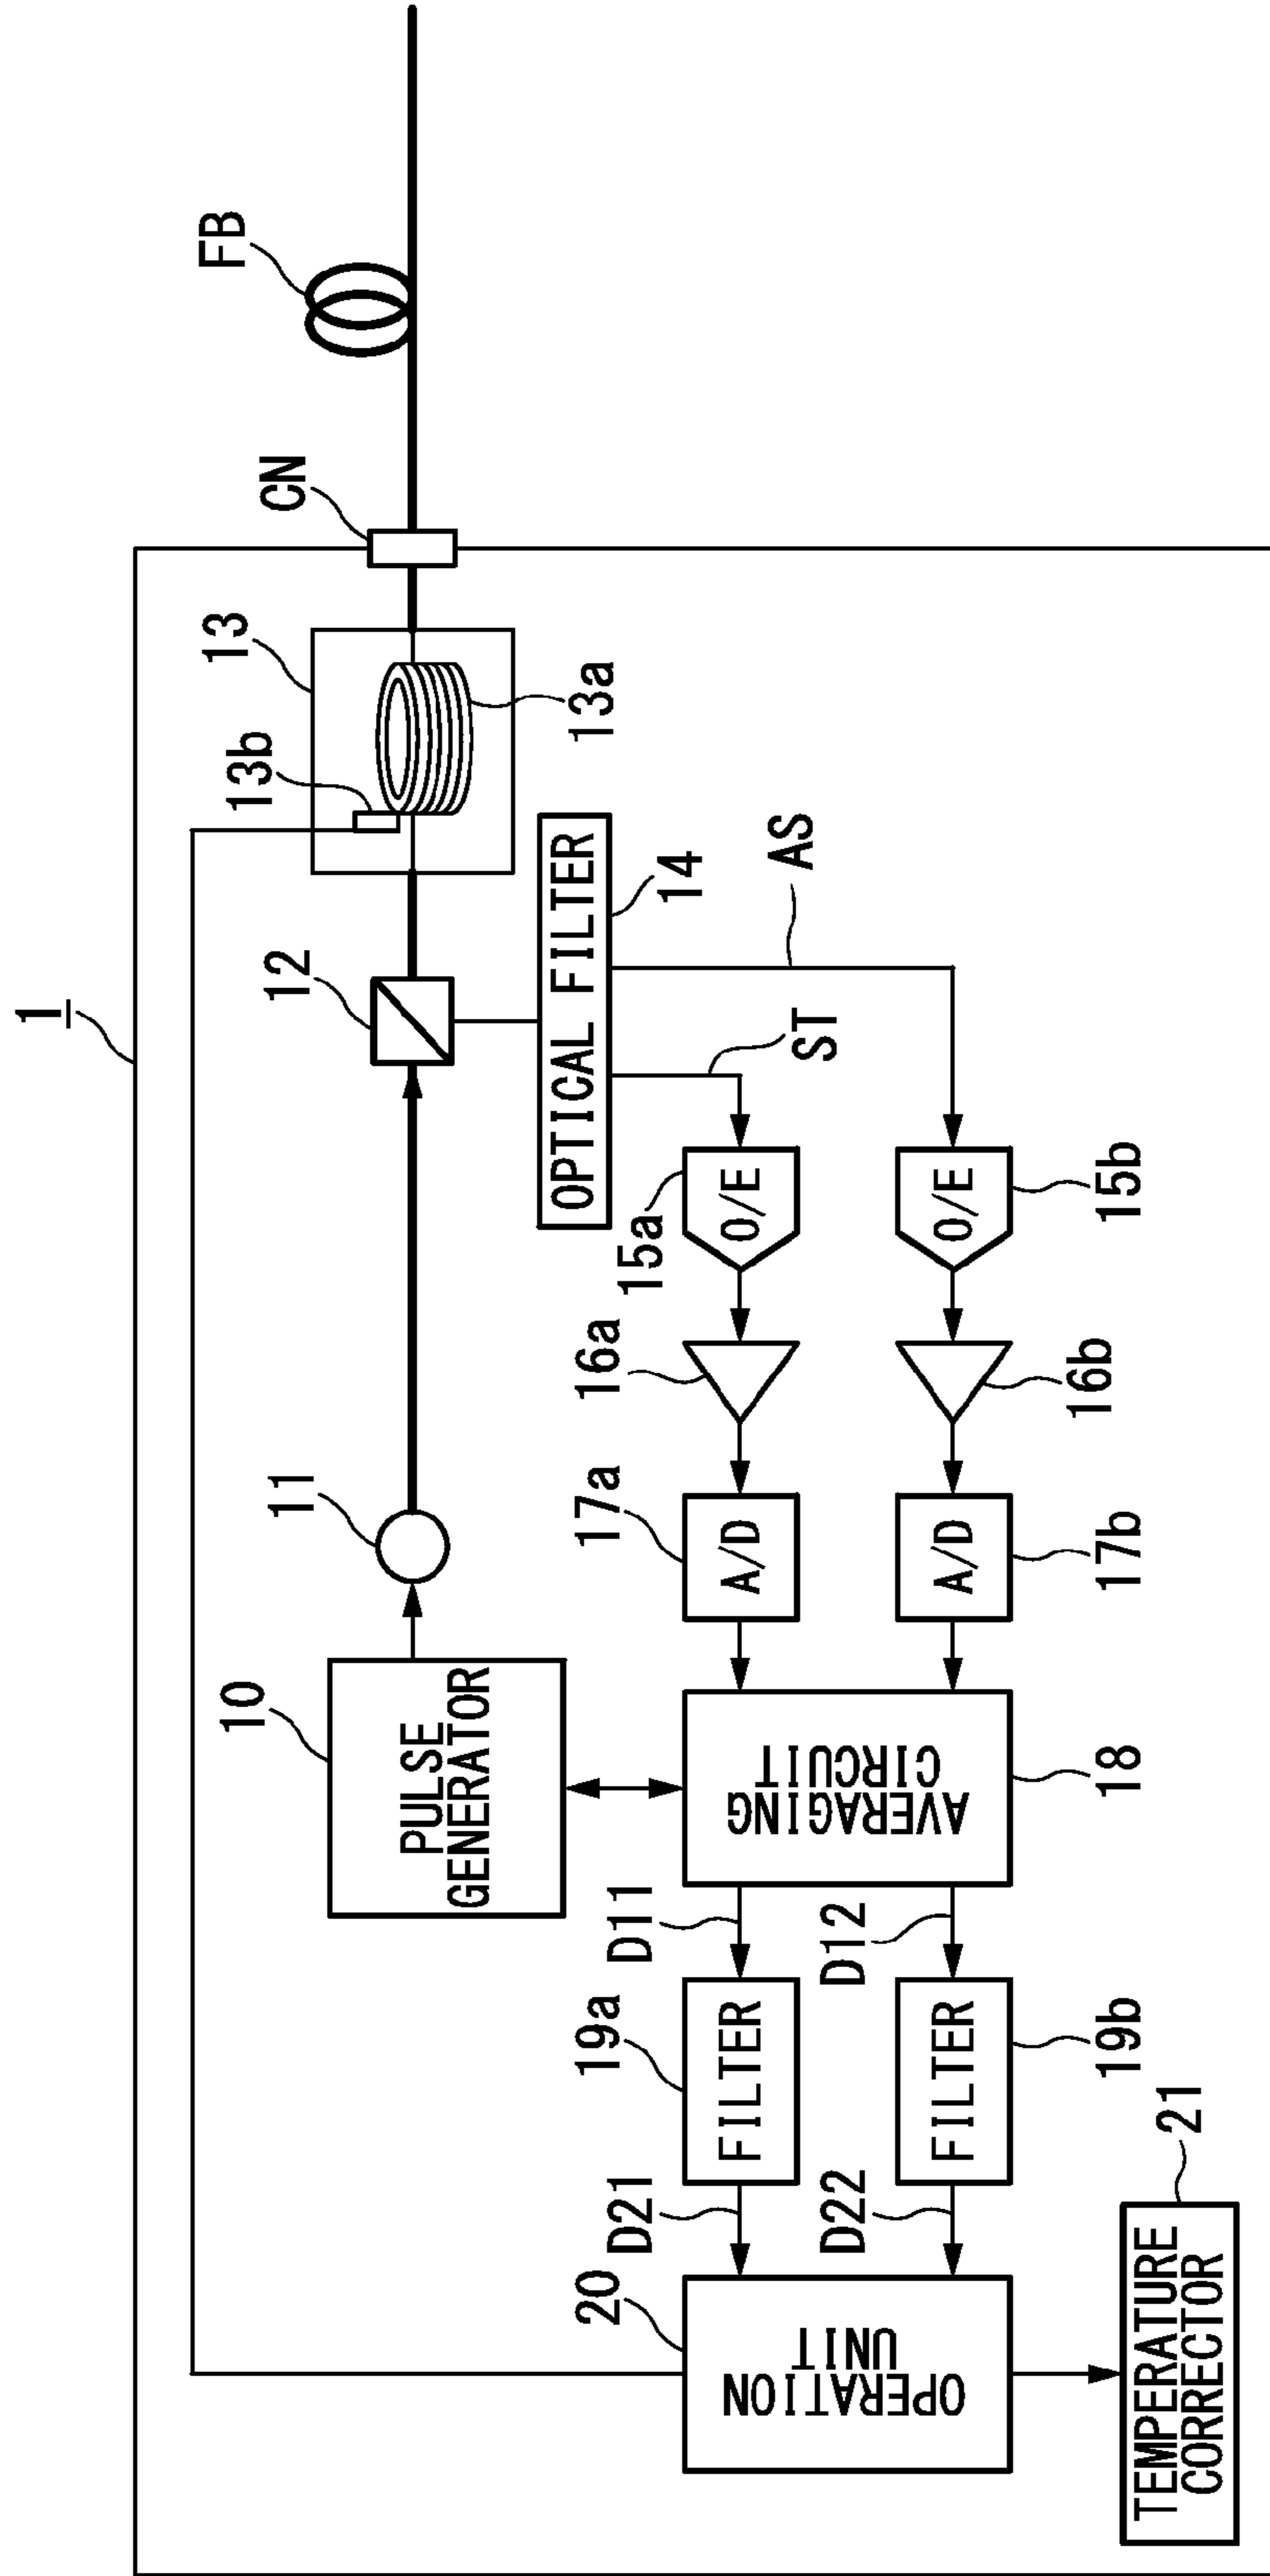 1
10
PULSE
GENERATOR
11
12
13b
13
CN
FB
13a
OPTICAL FILTER
14
ST
AS
20
OPERATION
UNIT
D21
19a
FILTER
D11
AVERAGING
CIRCUIT
18
17a
A/D
16a
15a
O/E
D22
FILTER
19b
D12
A/D
17b
16b
O/E
15b
TEMPERATURE
CORRECTOR
21